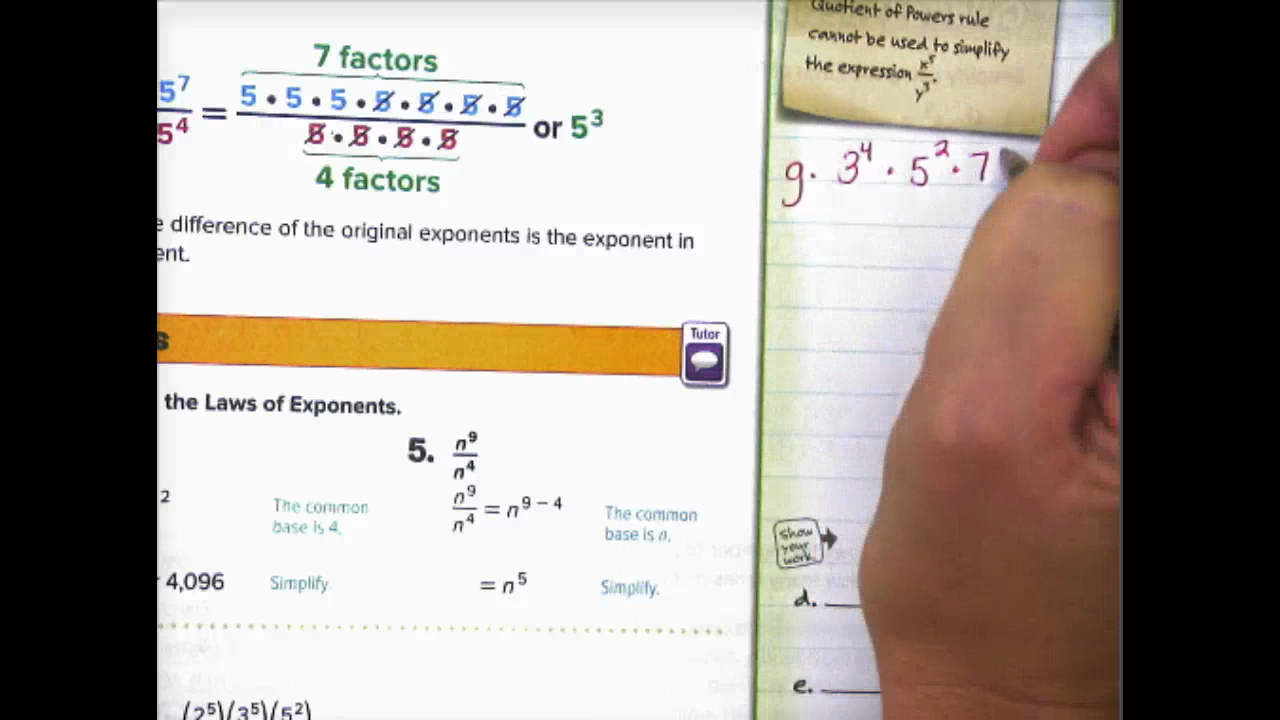 7 factors
5⁷/5⁴ = 5 • 5 • 5 • 5 • 5 • 5 • 5 / 5 • 5 • 5 • 5 or 5³
4 factors
difference of the original exponents is the exponent in
the Laws of Exponents.
Tutor
5. n⁹/n⁴
2
The common
base is 4.
n⁹/n⁴ = n⁹ ⁻ ⁴
The common
base is n.
4,096
Simplify.
= n⁵
Simplify.
(2⁵)(3⁵)(5²)
Quotient of Powers rule
cannot be used to simplify
the expression x⁵/y³.
g. 3⁴ • 5² • 7
Show
your
work.
d.
e.